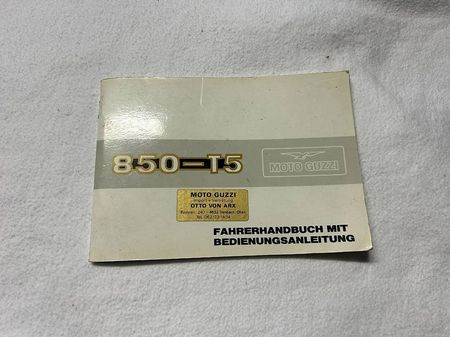 850-T5
MOTO GUZZI
MOTO GUZZI
OTTO VON ARX
FAHRERHANDBUCH MIT
BEDIENUNGSANLEITUNG